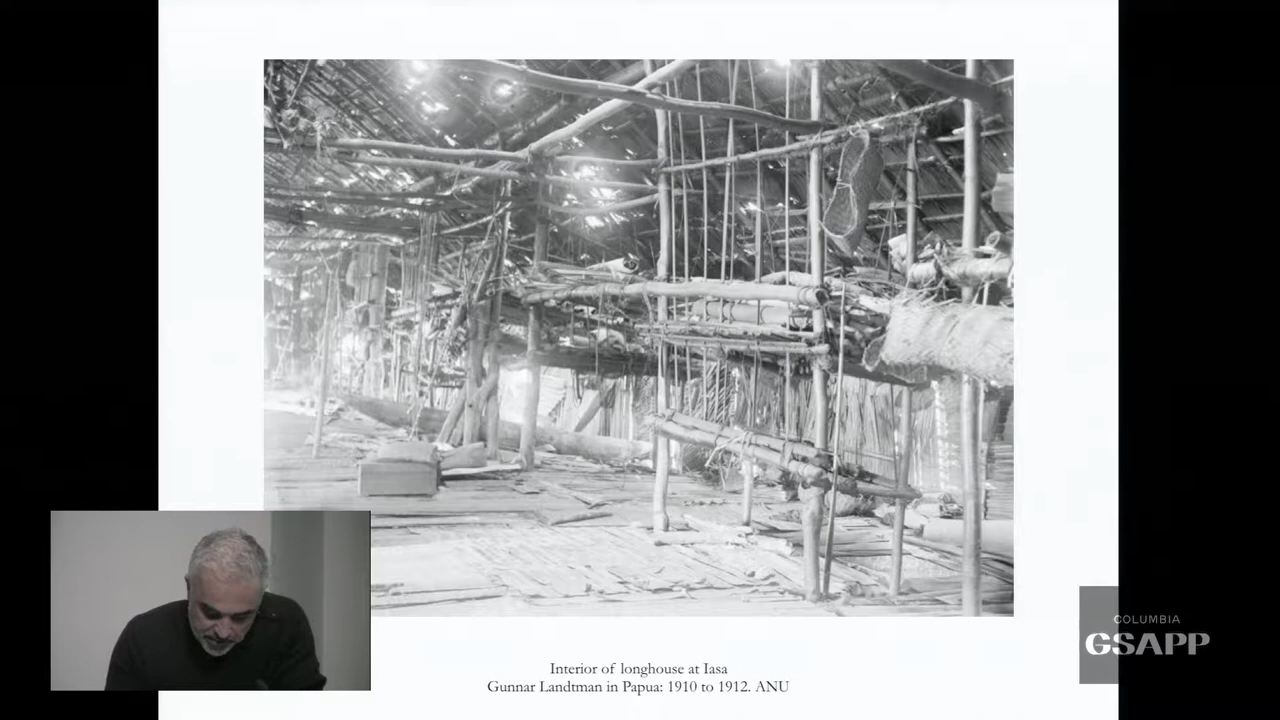 COLUMBIA
GSAPP
Interior of longhouse at Iasa
Gunnar Landtman in Papua: 1910 to 1912. ANU